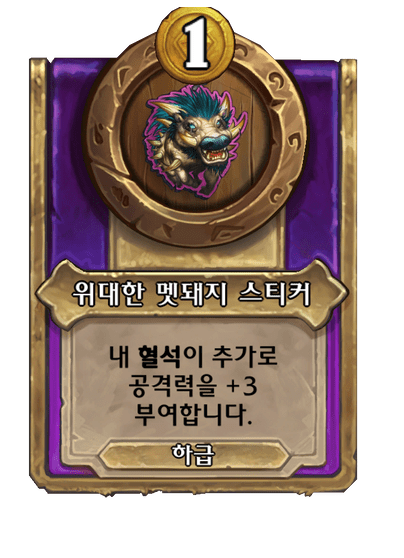 1
위대한 멧돼지 스티커
내 혈석이 추가로
공격력을 +3
부여합니다.
하급